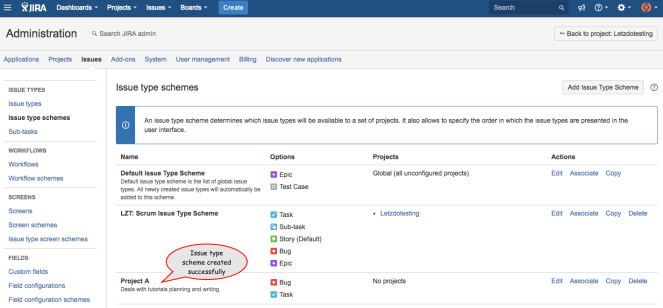 JIRA Dashboards Projects Issues Boards Create Search
Administration Search JIRA admin Back to project: Letzdotesting
Applications Projects Issues Add-ons System User management Billing Discover new applications
ISSUE TYPES
Issue types
Issue type schemes
Sub-tasks
WORKFLOWS
Workflows
Workflow schemes
SCREENS
Screens
Screen schemes
Issue type screen schemes
FIELDS
Custom fields
Field configurations
Field configuration schemes
Issue type schemes Add Issue Type Scheme
An issue type scheme determines which issue types will be available to a set of projects. It also allows to specify the order in which the issue types are presented in the
user interface.
Name Options Projects Actions
Default Issue Type Scheme
Default issue type scheme is the list of global issue
types. All newly created issue types will automatically be
added to this scheme.
Epic
Test Case
Global (all unconfigured projects)
Edit Associate Copy
LZT: Scrum Issue Type Scheme
Task
Sub-task
Story (Default)
Bug
Epic
• Letzdotesting
Edit Associate Copy Delete
Issue type
scheme created
successfully
Project A
Deals with tutorials planning and writing
Bug
Task
No projects
Edit Associate Copy Delete